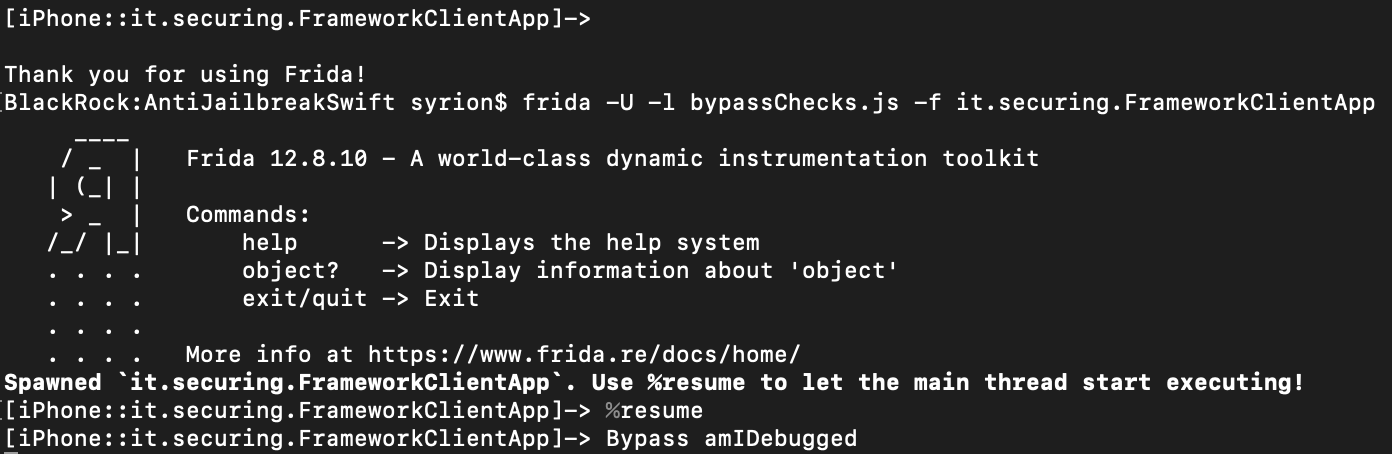 [iPhone::it.securing.FrameworkClientApp]->
Thank you for using Frida!
[BlackRock:AntiJailbreakSwift syrion$ frida -U -l bypassChecks.js -f it.securing.FrameworkClientApp
     ____
    / _  |   Frida 12.8.10 - A world-class dynamic instrumentation toolkit
   | (_| |
    > _  |   Commands:
   /_/ |_|       help      -> Displays the help system
   . . . .       object?   -> Display information about 'object'
   . . . .       exit/quit -> Exit
   . . . .
   . . . .   More info at https://www.frida.re/docs/home/
Spawned `it.securing.FrameworkClientApp`. Use %resume to let the main thread start executing!
[[iPhone::it.securing.FrameworkClientApp]-> %resume
[iPhone::it.securing.FrameworkClientApp]-> Bypass amIDebugged